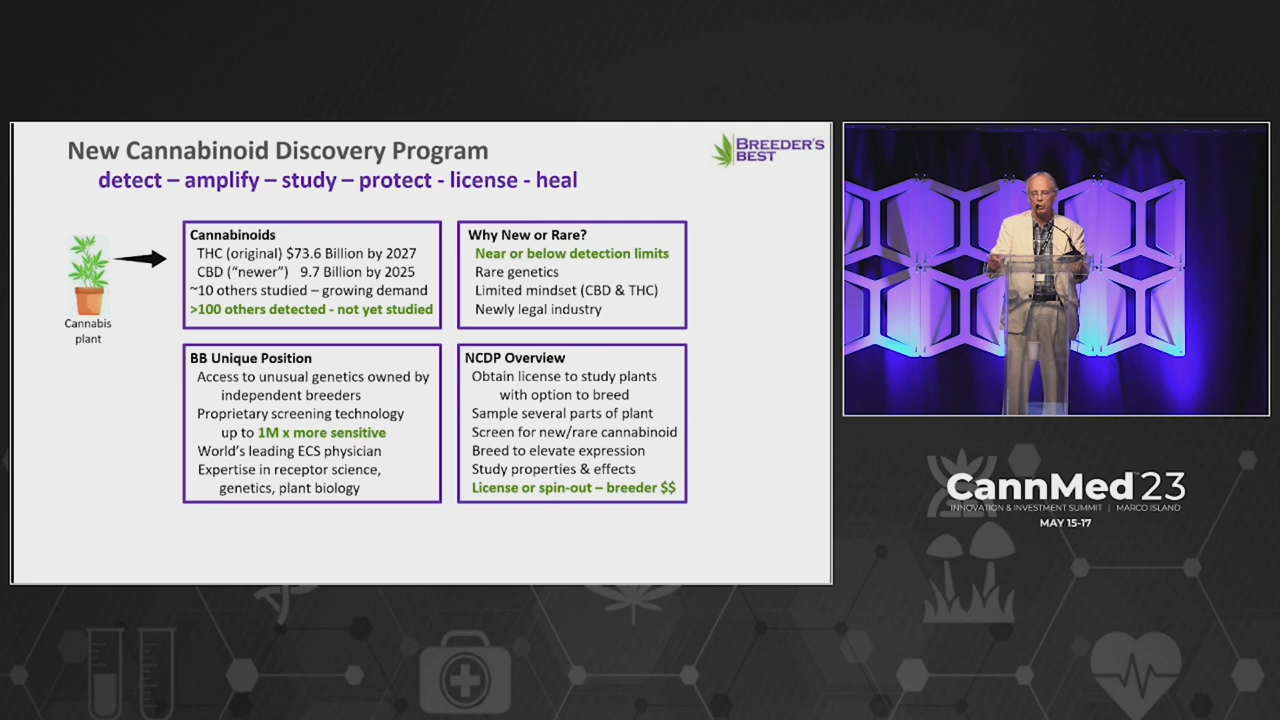 New Cannabinoid Discovery Program
detect – amplify – study – protect - license - heal
BREEDER'S
BEST
Cannabis
plant
Cannabinoids
THC (original) $73.6 Billion by 2027
CBD (“newer”) 9.7 Billion by 2025
~10 others studied – growing demand
>100 others detected - not yet studied
Why New or Rare?
Near or below detection limits
Rare genetics
Limited mindset (CBD & THC)
Newly legal industry
BB Unique Position
Access to unusual genetics owned by
independent breeders
Proprietary screening technology
up to 1M x more sensitive
World's leading ECS physician
Expertise in receptor science,
genetics, plant biology
NCDP Overview
Obtain license to study plants
with option to breed
Sample several parts of plant
Screen for new/rare cannabinoid
Breed to elevate expression
Study properties & effects
License or spin-out – breeder $$
CannMed™23
INNOVATION & INVESTMENT SUMMIT | MARCO ISLAND
MAY 15-17